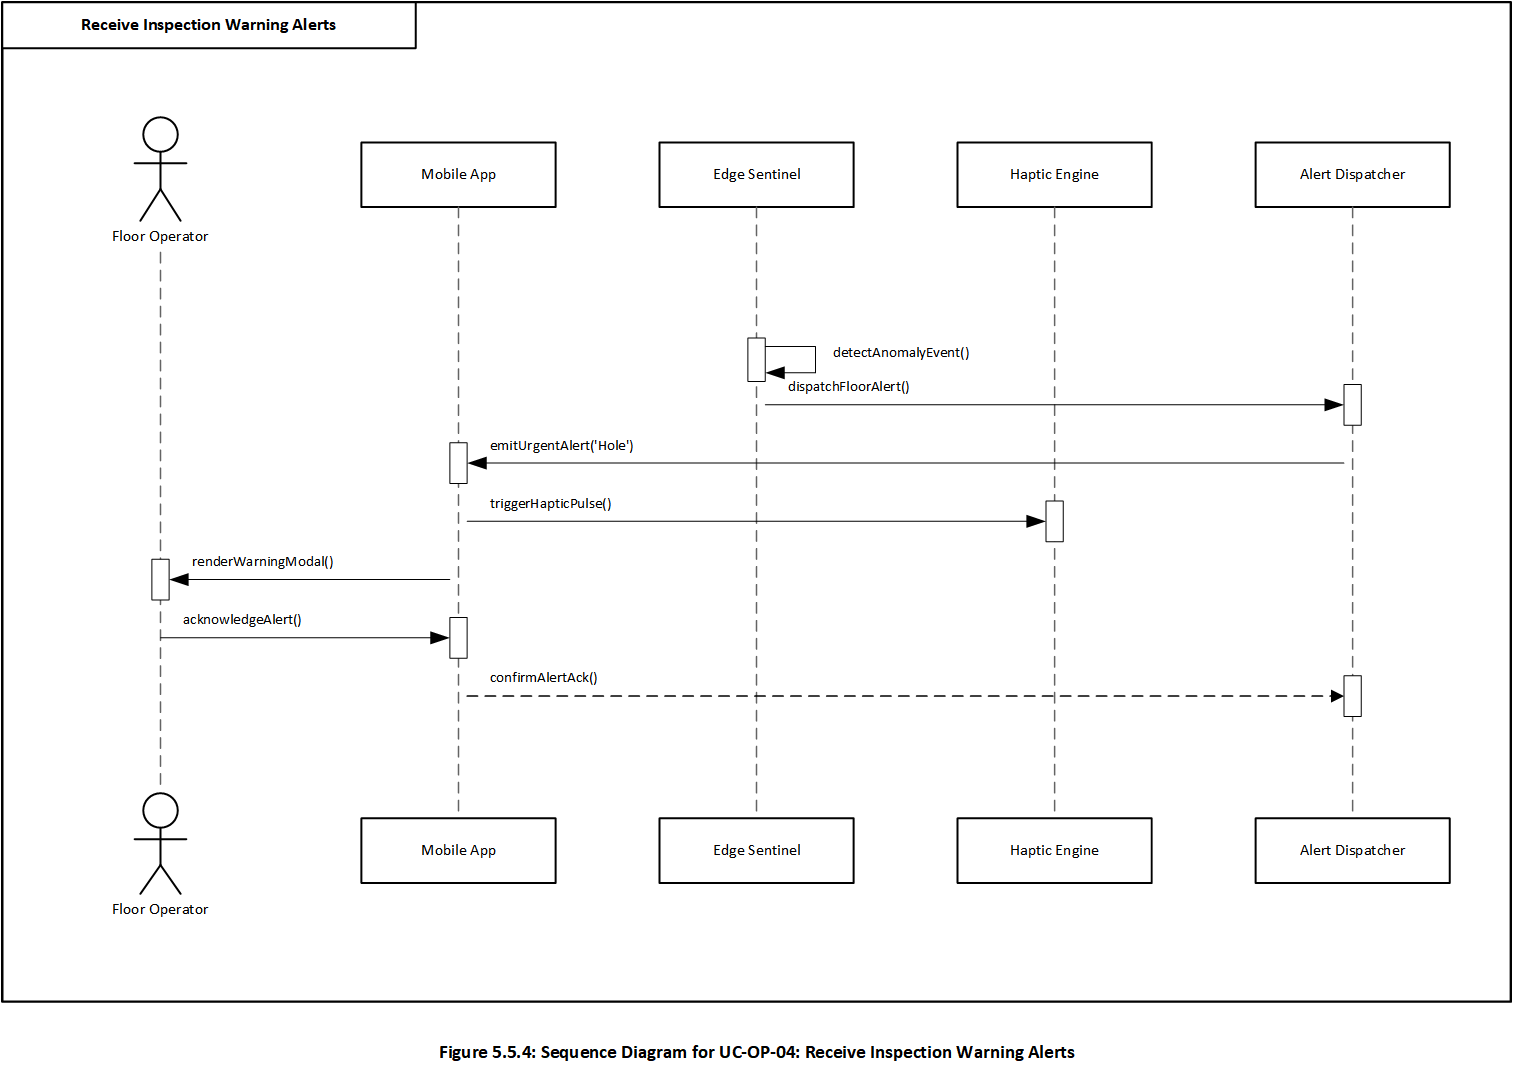 Receive Inspection Warning Alerts
Floor Operator
Mobile App
Edge Sentinel
Haptic Engine
Alert Dispatcher
detectAnomalyEvent()
dispatchFloorAlert()
emitUrgentAlert('Hole')
triggerHapticPulse()
renderWarningModal()
acknowledgeAlert()
confirmAlertAck()
Floor Operator
Mobile App
Edge Sentinel
Haptic Engine
Alert Dispatcher
Figure 5.5.4: Sequence Diagram for UC-OP-04: Receive Inspection Warning Alerts